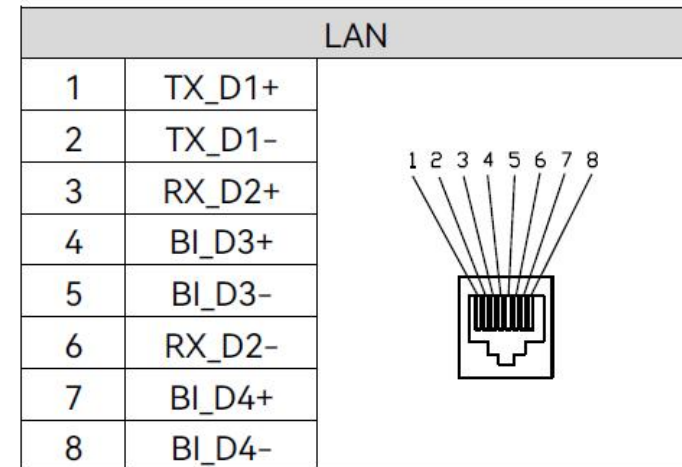 LAN
1 TX_D1+
2 TX_D1-
3 RX_D2+
4 BI_D3+
5 BI_D3-
6 RX_D2-
7 BI_D4+
8 BI_D4-
1 2 3 4 5 6 7 8